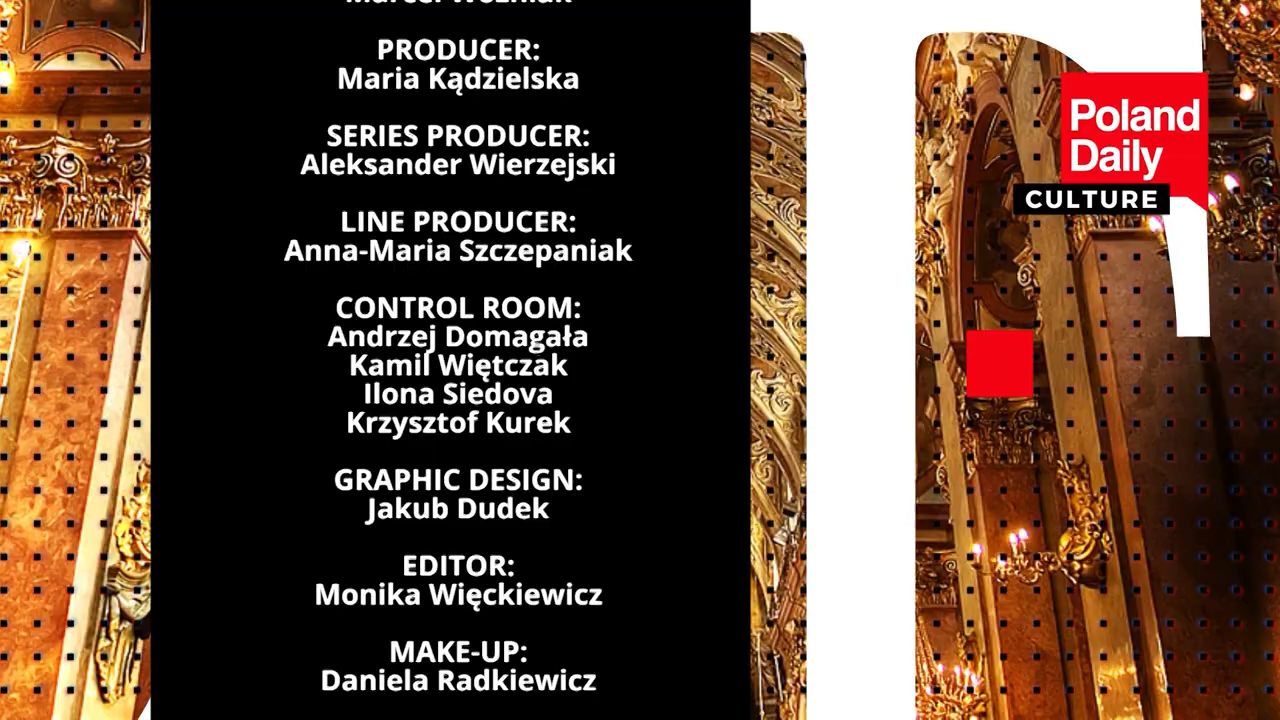 PRODUCER:
Maria Kądzielska
SERIES PRODUCER:
Aleksander Wierzejski
LINE PRODUCER:
Anna-Maria Szczepaniak
CONTROL ROOM:
Andrzej Domagała
Kamil Więtczak
Ilona Siedova
Krzysztof Kurek
GRAPHIC DESIGN:
Jakub Dudek
EDITOR:
Monika Więckiewicz
MAKE-UP:
Daniela Radkiewicz
Poland
Daily
CULTURE